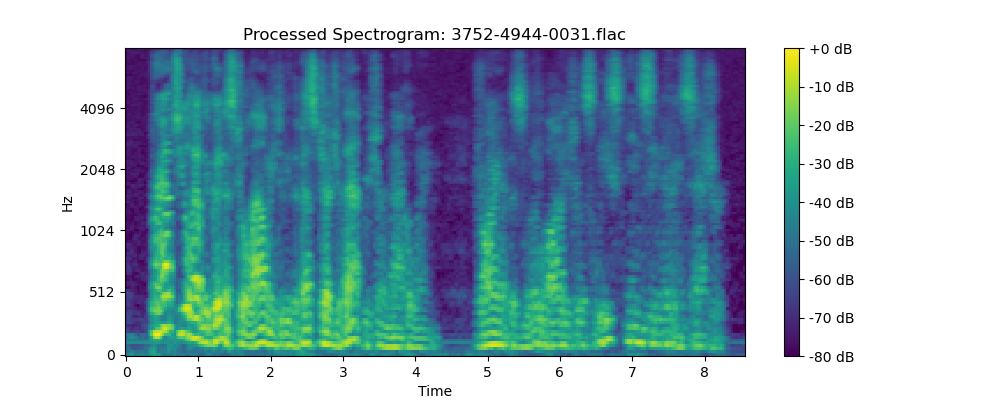 Processed Spectrogram: 3752-4944-0031.flac
Hz
4096
2048
1024
512
0
0 1 2 3 4 5 6 7 8
Time
+0 dB
-10 dB
-20 dB
-30 dB
-40 dB
-50 dB
-60 dB
-70 dB
-80 dB